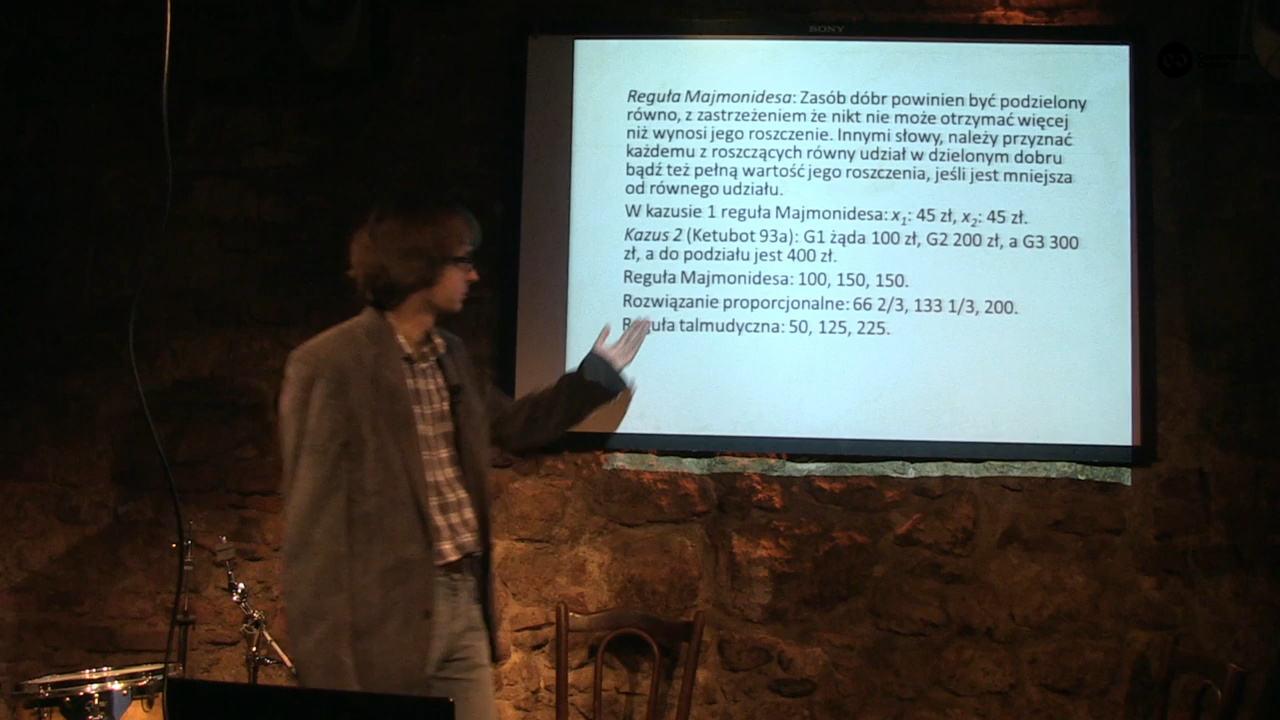 SONY
Reguła Majmonidesa: Zasób dóbr powinien być podzielony
równo, z zastrzeżeniem że nikt nie może otrzymać więcej
niż wynosi jego roszczenie. Innymi słowy, należy przyznać
każdemu z roszczących równy udział w dzielonym dobru
bądź też pełną wartość jego roszczenia, jeśli jest mniejsza
od równego udziału.
W kazusie 1 reguła Majmonidesa: x₁: 45 zł, x₂: 45 zł.
Kazus 2 (Ketubot 93a): G1 żąda 100 zł, G2 200 zł, a G3 300
zł, a do podziału jest 400 zł.
Reguła Majmonidesa: 100, 150, 150.
Rozwiązanie proporcjonalne: 66 2/3, 133 1/3, 200.
Reguła talmudyczna: 50, 125, 225.